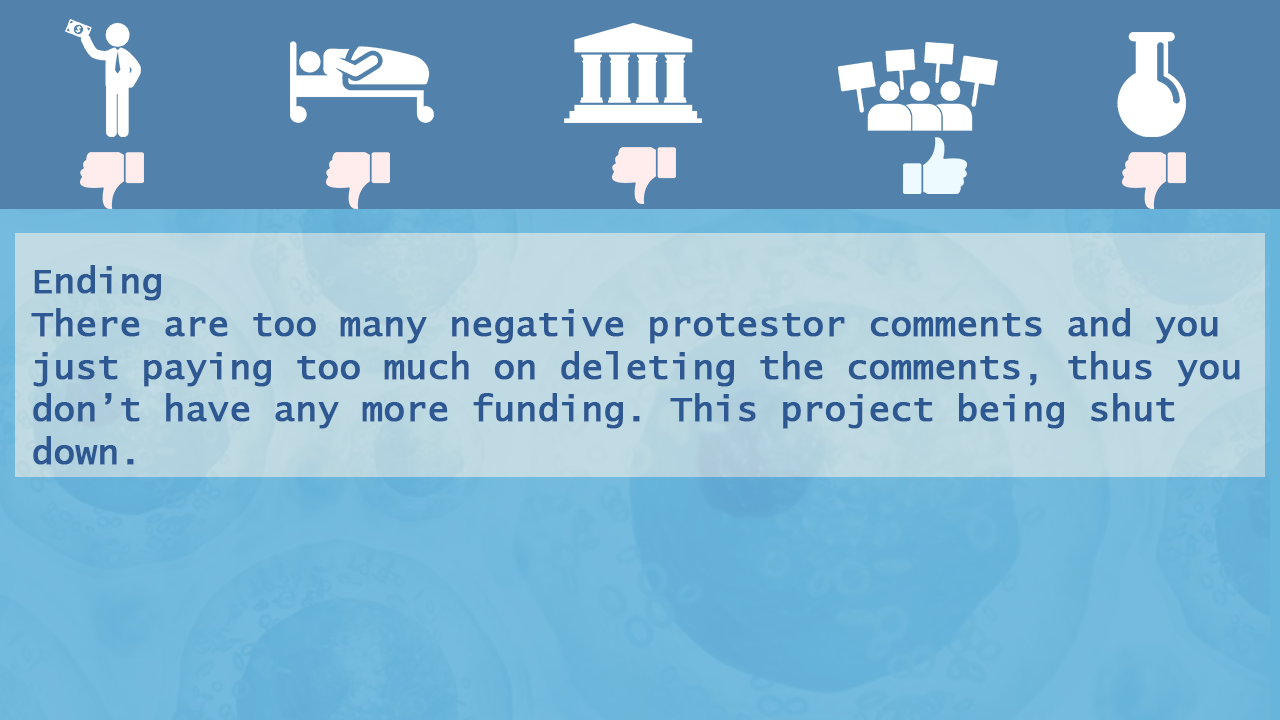 Ending
There are too many negative protestor comments and you
just paying too much on deleting the comments, thus you
don’t have any more funding. This project being shut
down.